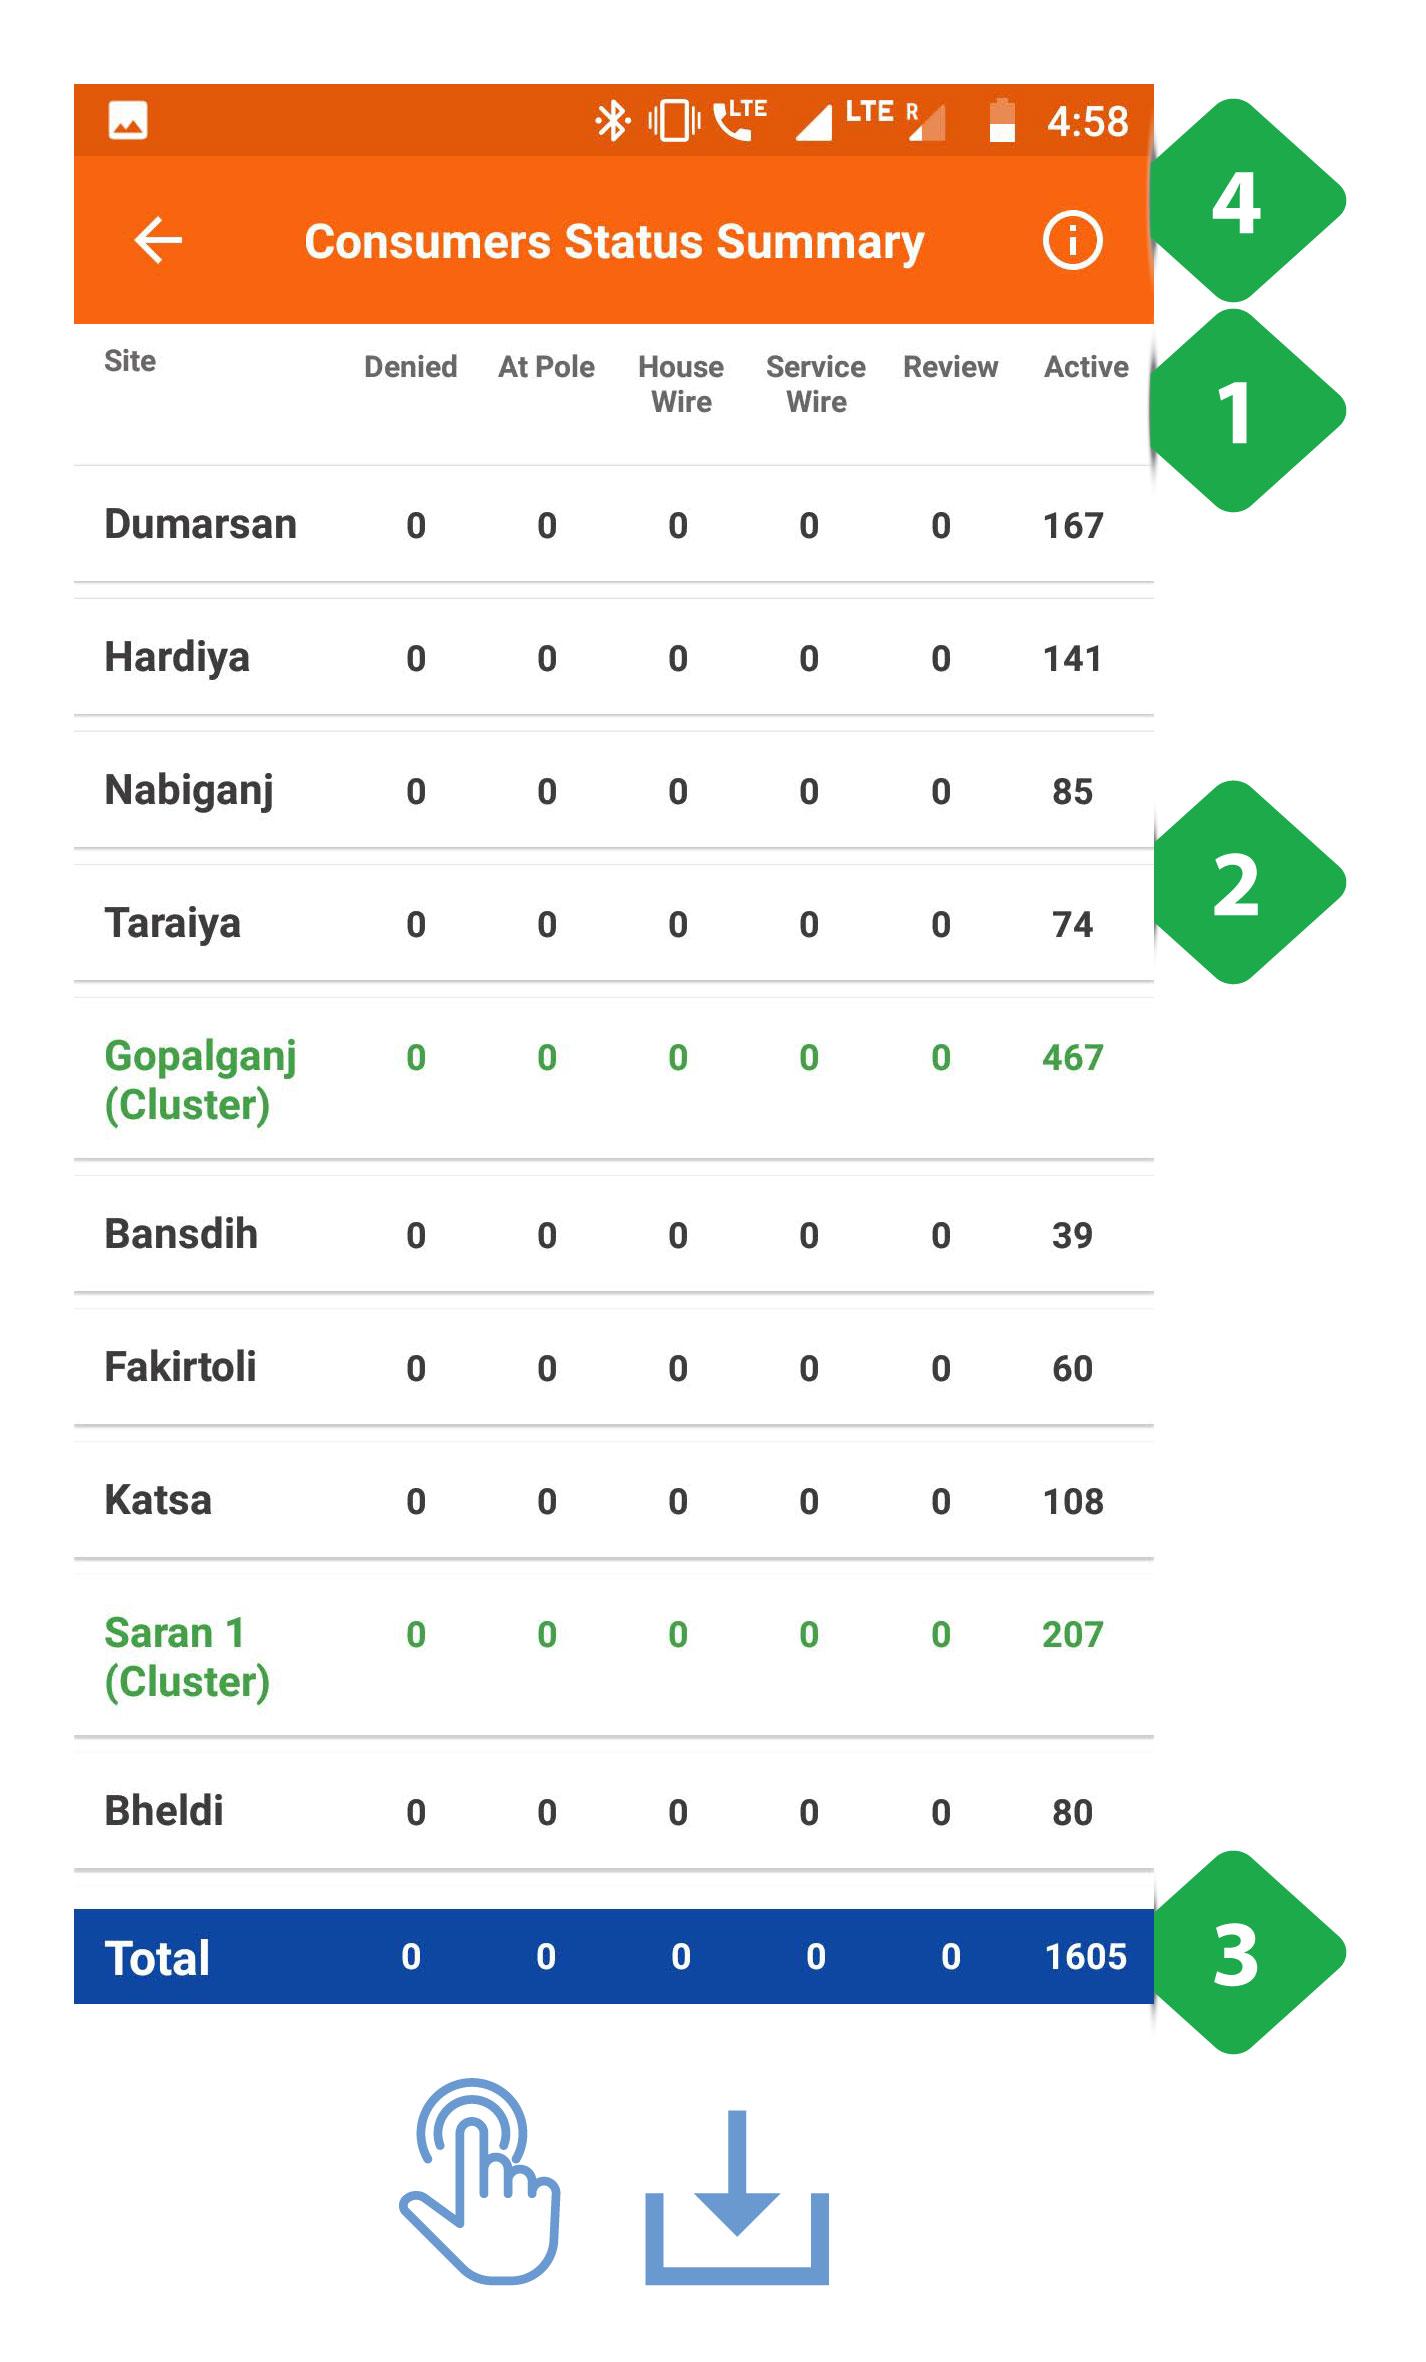 LTE LTE R 4:58
4
Consumers Status Summary
Site Denied At Pole House Wire Service Wire Review Active
1
Dumarsan 0 0 0 0 0 167
Hardiya 0 0 0 0 0 141
Nabiganj 0 0 0 0 0 85
2
Taraiya 0 0 0 0 0 74
Gopalganj 0 0 0 0 0 467
(Cluster)
Bansdih 0 0 0 0 0 39
Fakirtoli 0 0 0 0 0 60
Katsa 0 0 0 0 0 108
Saran 1 0 0 0 0 0 207
(Cluster)
Bheldi 0 0 0 0 0 80
Total 0 0 0 0 0 1605
3